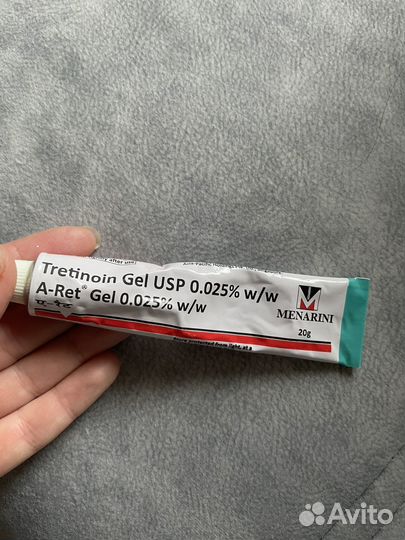 Tretinoin Gel USP 0.025% w/w
A-Ret® Gel 0.025% w/w
ए-रेट
MENARINI
20g
Avito